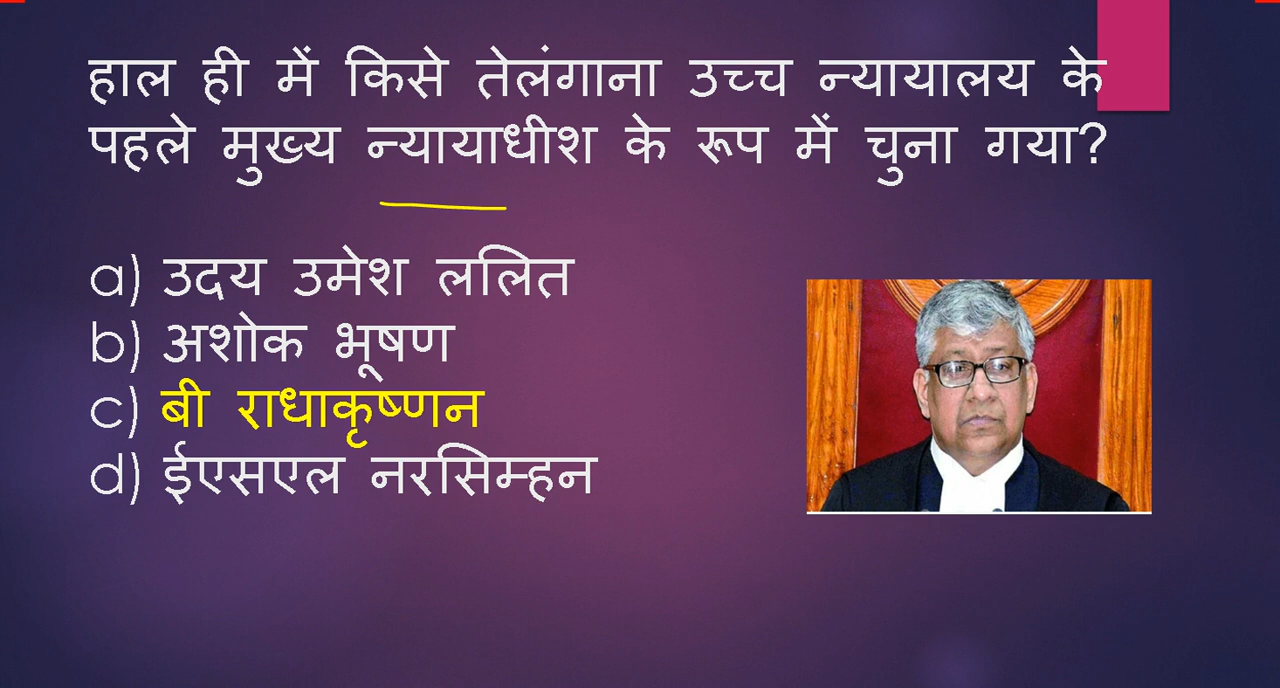 हाल ही में किसे तेलंगाना उच्च न्यायालय के
पहले मुख्य न्यायाधीश के रूप में चुना गया?
a) उदय उमेश ललित
b) अशोक भूषण
c) बी राधाकृष्णन
d) ईएसएल नरसिम्हन